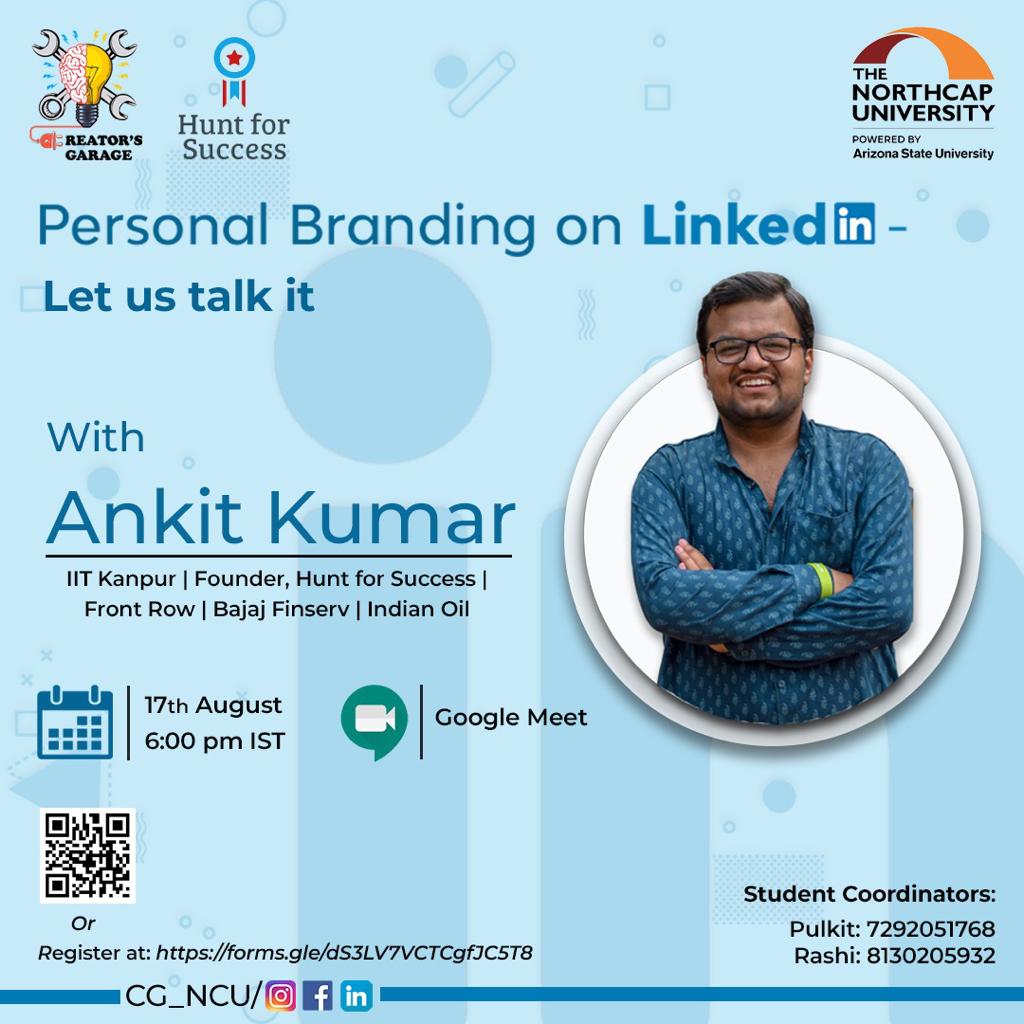 REATOR'S
GARAGE
Hunt for
Success
THE
NORTHCAP
UNIVERSITY
POWERED BY
Arizona State University
Personal Branding on Linkedin -
Let us talk it
With
Ankit Kumar
IIT Kanpur | Founder, Hunt for Success |
Front Row | Bajaj Finserv | Indian Oil
17th August
6:00 pm IST
Google Meet
Or
Register at: https://forms.gle/dS3LV7VCTCgfJC5T8
Student Coordinators:
Pulkit: 7292051768
Rashi: 8130205932
CG_NCU/